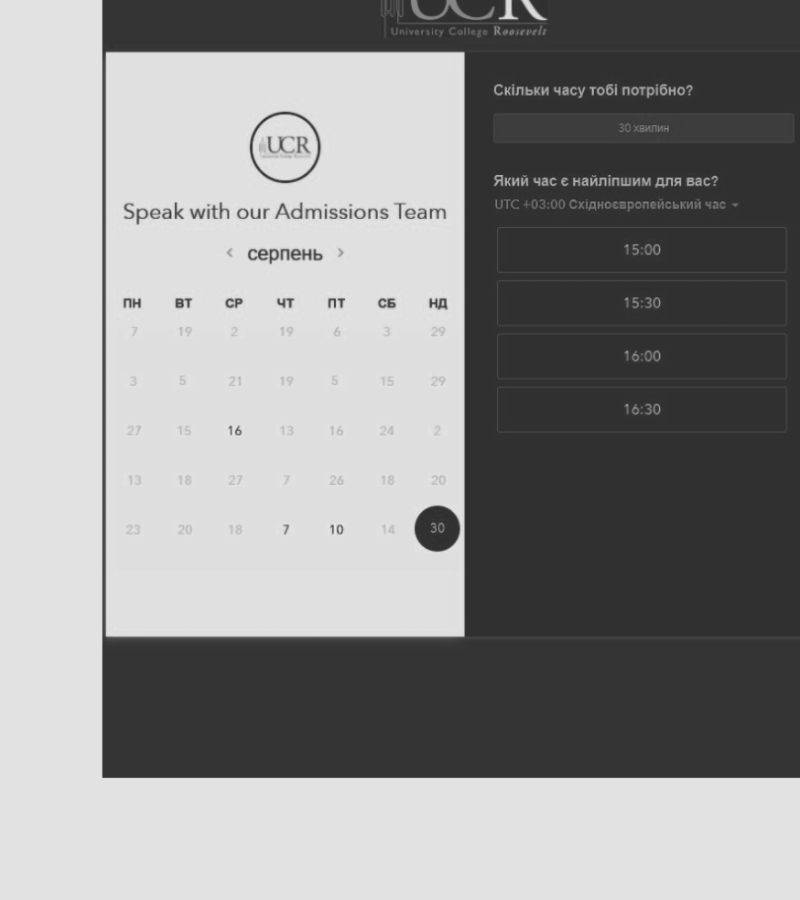 UCR
University College Roosevelt
UCR
Speak with our Admissions Team
серпень
ПН ВТ СР ЧТ ПТ СБ НД
7 19 2 19 6 3 29
3 5 21 19 5 15 29
27 15 16 13 16 24 2
13 18 27 7 26 18 20
23 20 18 7 10 14 30
Скільки часу тобі потрібно?
30 хвилин
Який час є найліпшим для вас?
UTC +03:00 Східноєвропейський час
15:00
15:30
16:00
16:30